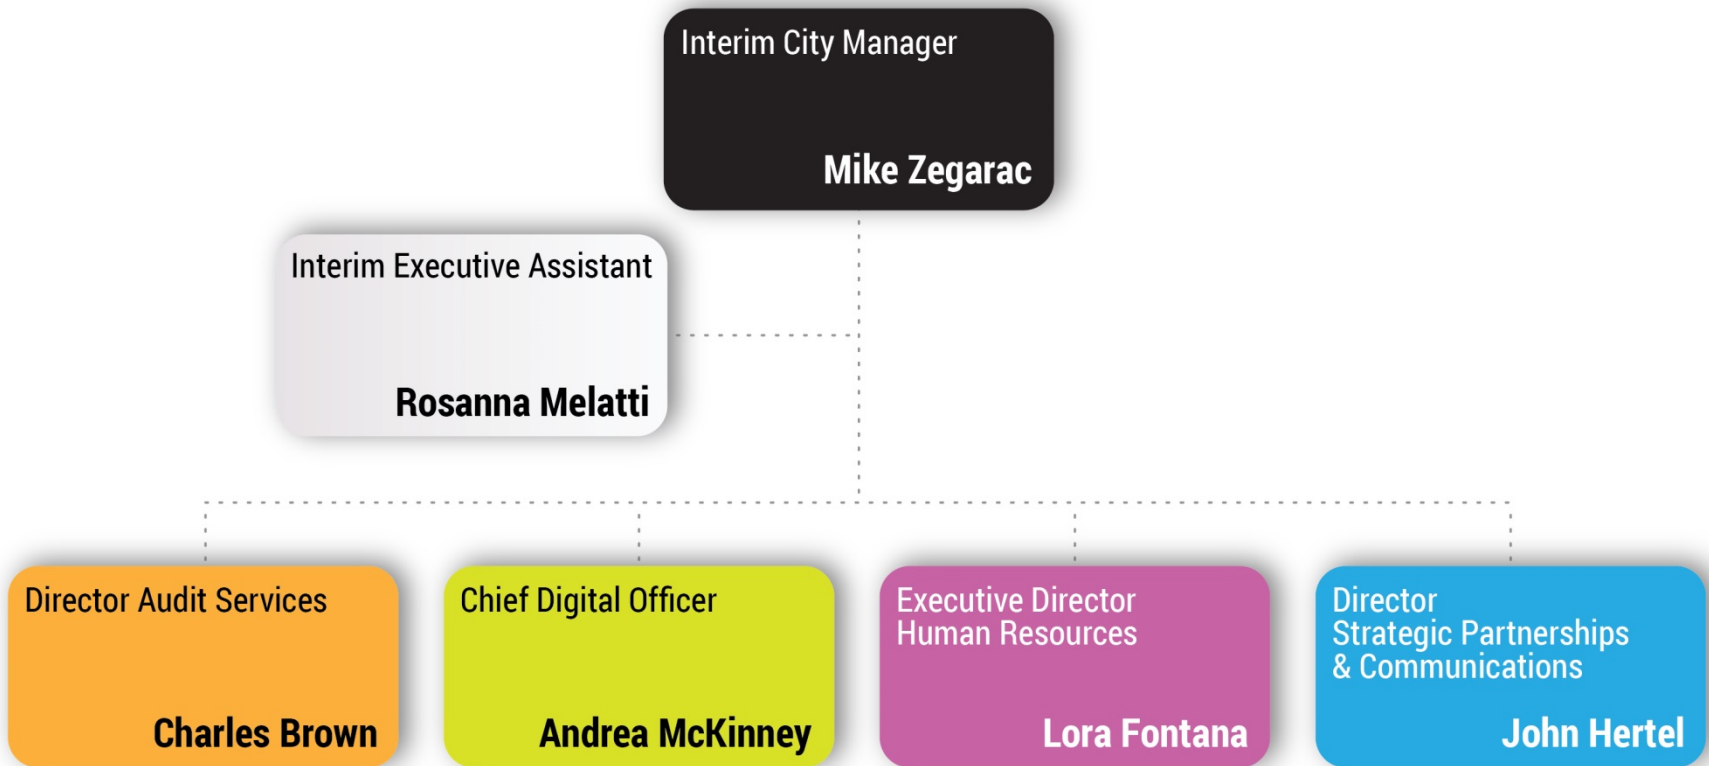 Interim City Manager
Mike Zegarac
Interim Executive Assistant
Rosanna Melatti
Director Audit Services
Charles Brown
Chief Digital Officer
Andrea McKinney
Executive Director
Human Resources
Lora Fontana
Director
Strategic Partnerships
& Communications
John Hertel